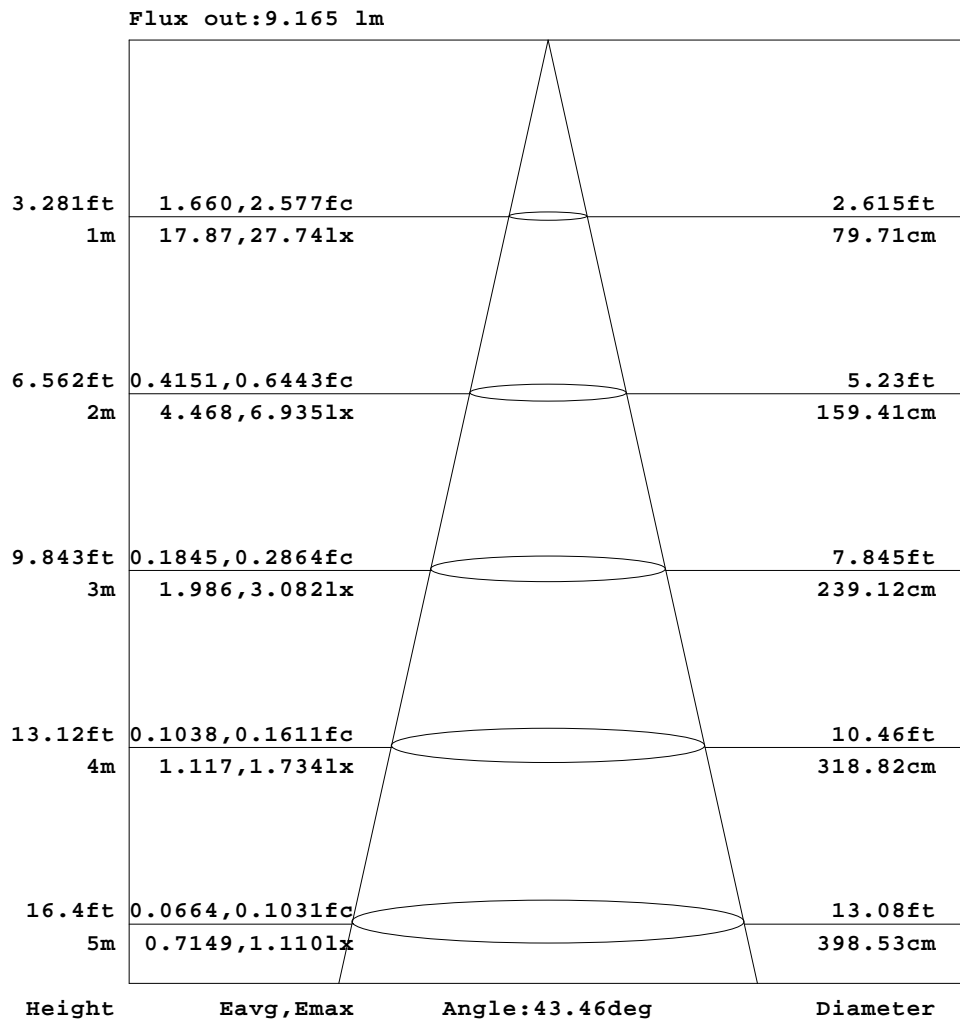 Flux out:9.165 lm
3.281ft 1.660,2.577fc 2.615ft
1m 17.87,27.74lx 79.71cm
6.562ft 0.4151,0.6443fc 5.23ft
2m 4.468,6.935lx 159.41cm
9.843ft 0.1845,0.2864fc 7.845ft
3m 1.986,3.082lx 239.12cm
13.12ft 0.1038,0.1611fc 10.46ft
4m 1.117,1.734lx 318.82cm
16.4ft 0.0664,0.1031fc 13.08ft
5m 0.7149,1.110lx 398.53cm
Height Eavg,Emax Angle:43.46deg Diameter